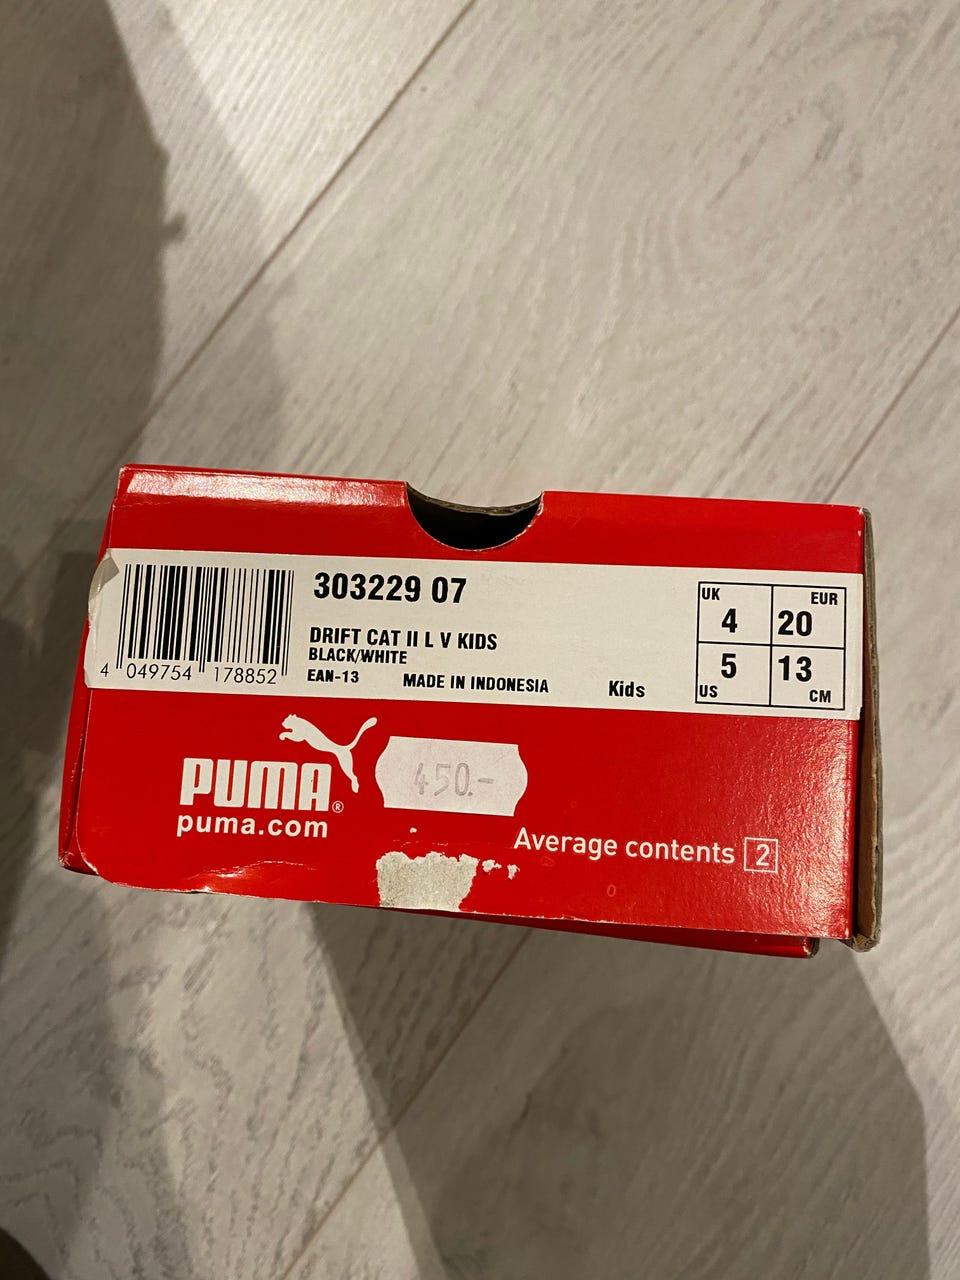 303229 07
DRIFT CAT II L V KIDS
BLACK/WHITE
EAN-13 MADE IN INDONESIA Kids
4 049754 178852
UK 4 EUR 20
US 5 13 CM
PUMA®
puma.com
450.-
Average contents 2